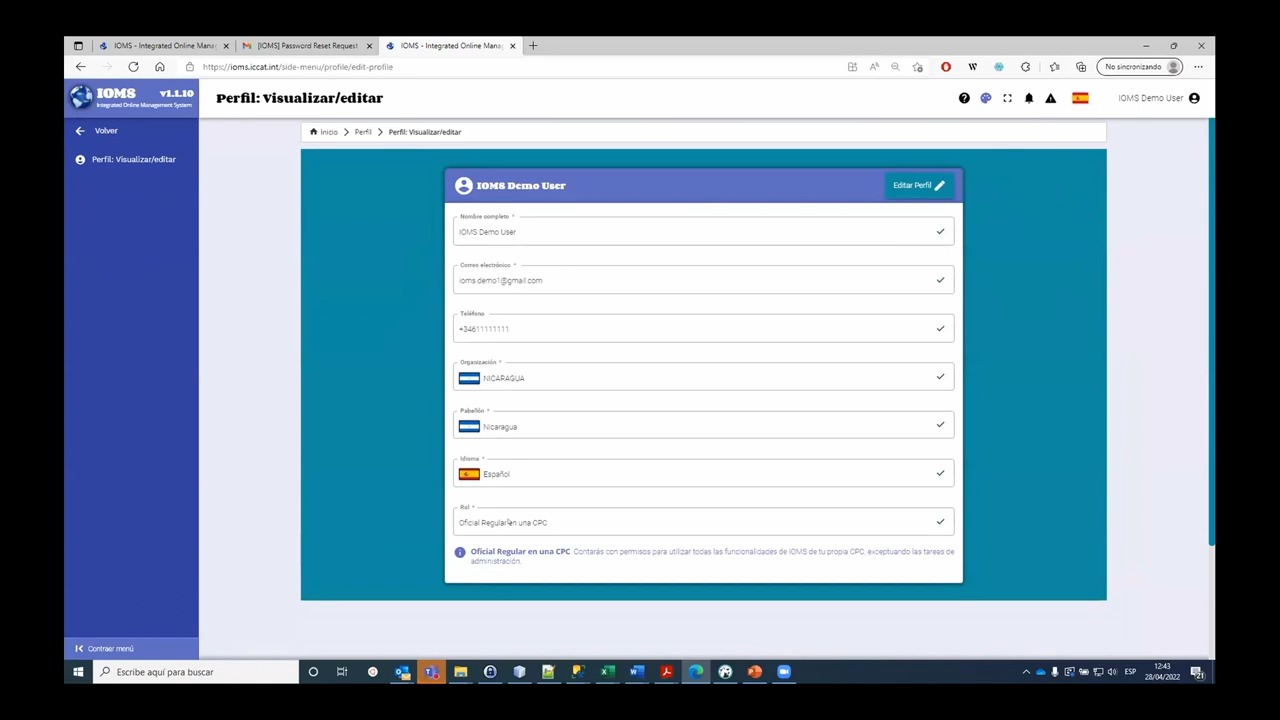 IOMS - Integrated Online Mana
[IOMS] Password Reset Request
IOMS - Integrated Online Mana
https://ioms.iccat.int/side-menu/profile/edit-profile
No sincronizando
IOMS v1.1.10
Integrated Online Management System
Perfil: Visualizar/editar
IOMS Demo User
Volver
Perfil: Visualizar/editar
Inicio > Perfil > Perfil: Visualizar/editar
IOMS Demo User
Editar Perfil
Nombre completo *
IOMS Demo User
Correo electrónico *
ioms.demo1@gmail.com
Teléfono
+34611111111
Organización *
NICARAGUA
Pabellón *
Nicaragua
Idioma *
Español
Rol *
Oficial Regular en una CPC
Oficial Regular en una CPC. Contarás con permisos para utilizar todas las funcionalidades de IOMS de tu propia CPC, exceptuando las tareas de
administración.
Contraer menú
Escribe aquí para buscar
ESP
12:43
28/04/2022
21